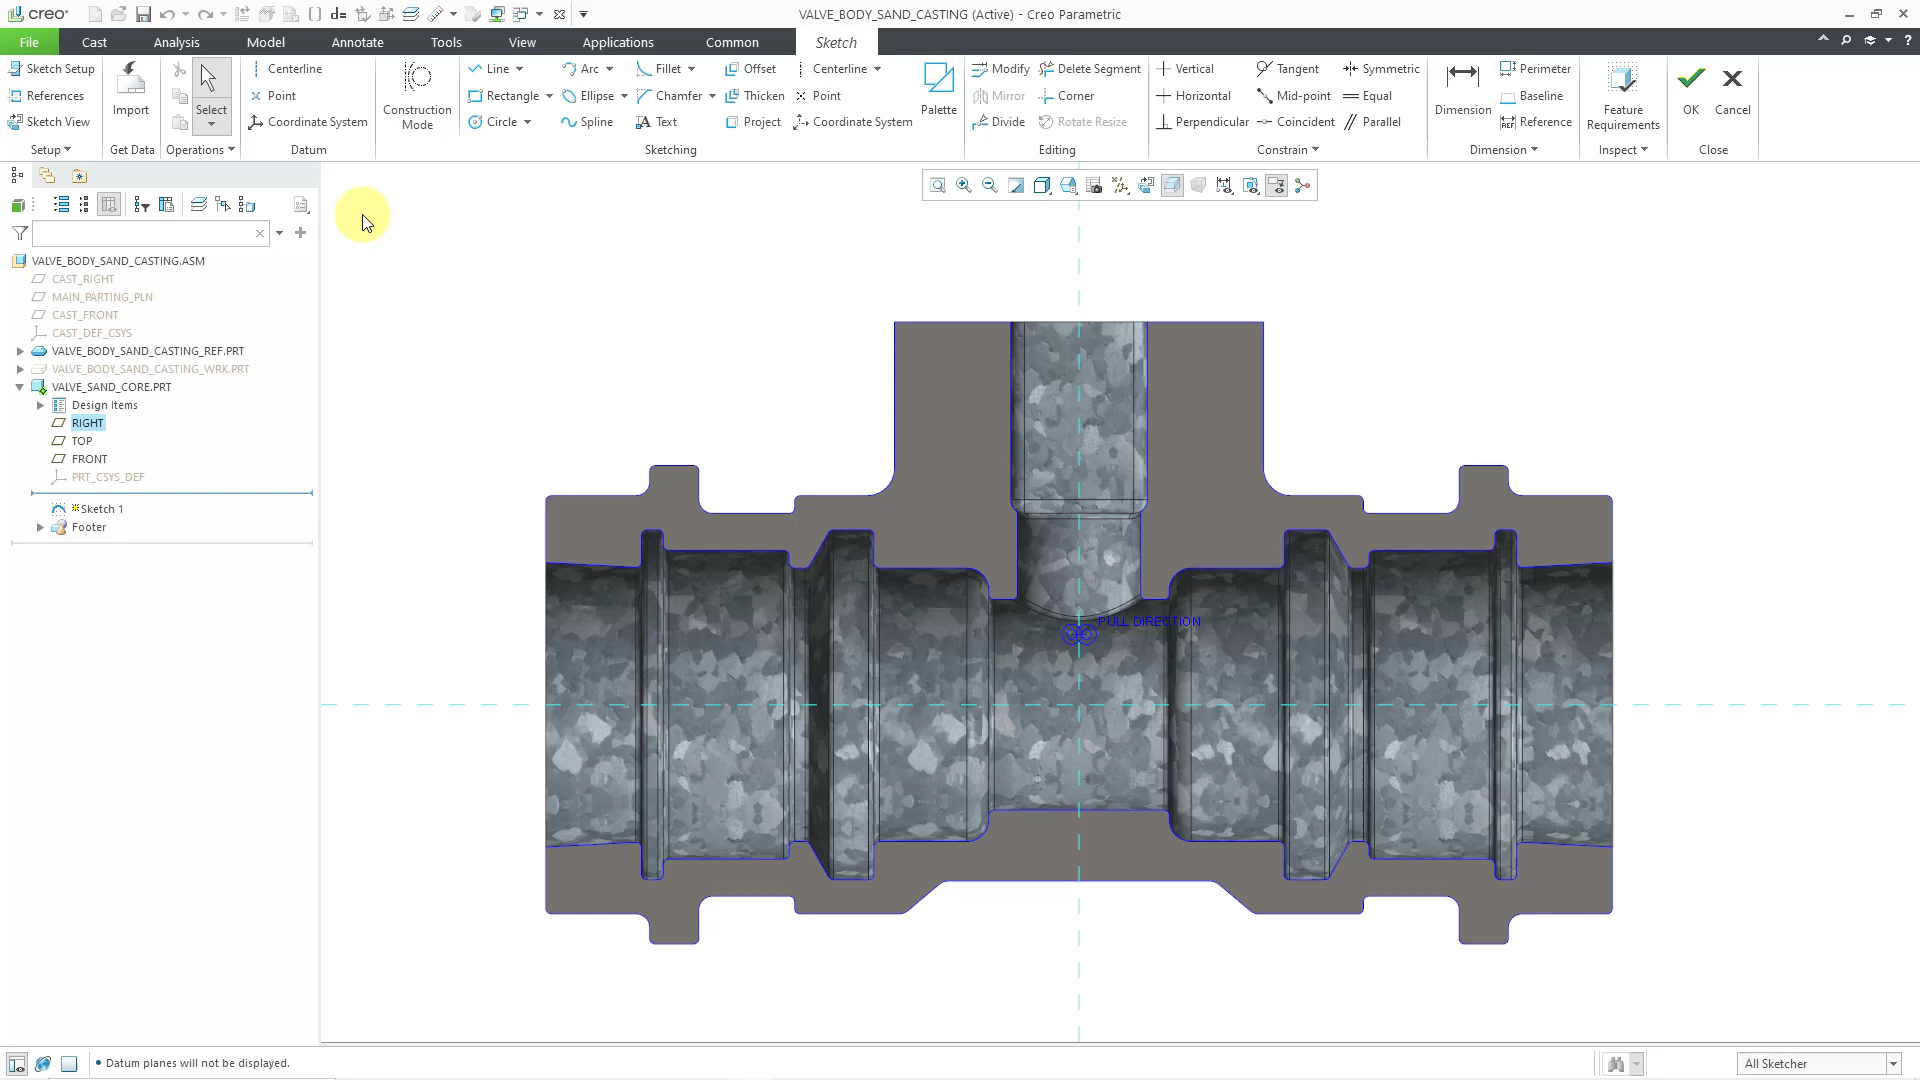 creo
VALVE_BODY_SAND_CASTING (Active) - Creo Parametric
File Cast Analysis Model Annotate Tools View Applications Common Sketch
Sketch Setup Centerline Line Arc Fillet Offset Centerline Modify Delete Segment Vertical Tangent Symmetric Perimeter
References Import Select Point Construction Mode Rectangle Ellipse Chamfer Thicken Point Palette Mirror Corner Horizontal Mid-point Equal Dimension Baseline Feature Requirements OK Cancel
Sketch View Coordinate System Circle Spline Text Project Coordinate System Divide Rotate Resize Perpendicular Coincident Parallel Reference
Setup Get Data Operations Datum Sketching Editing Constrain Dimension Inspect Close
VALVE_BODY_SAND_CASTING.ASM
CAST_RIGHT
MAIN_PARTING_PLN
CAST_FRONT
CAST_DEF_CSYS
VALVE_BODY_SAND_CASTING_REF.PRT
VALVE_BODY_SAND_CASTING_WRK.PRT
VALVE_SAND_CORE.PRT
Design Items
RIGHT
TOP
FRONT
PRT_CSYS_DEF
Sketch 1
Footer
PULL DIRECTION
Datum planes will not be displayed.
All Sketcher